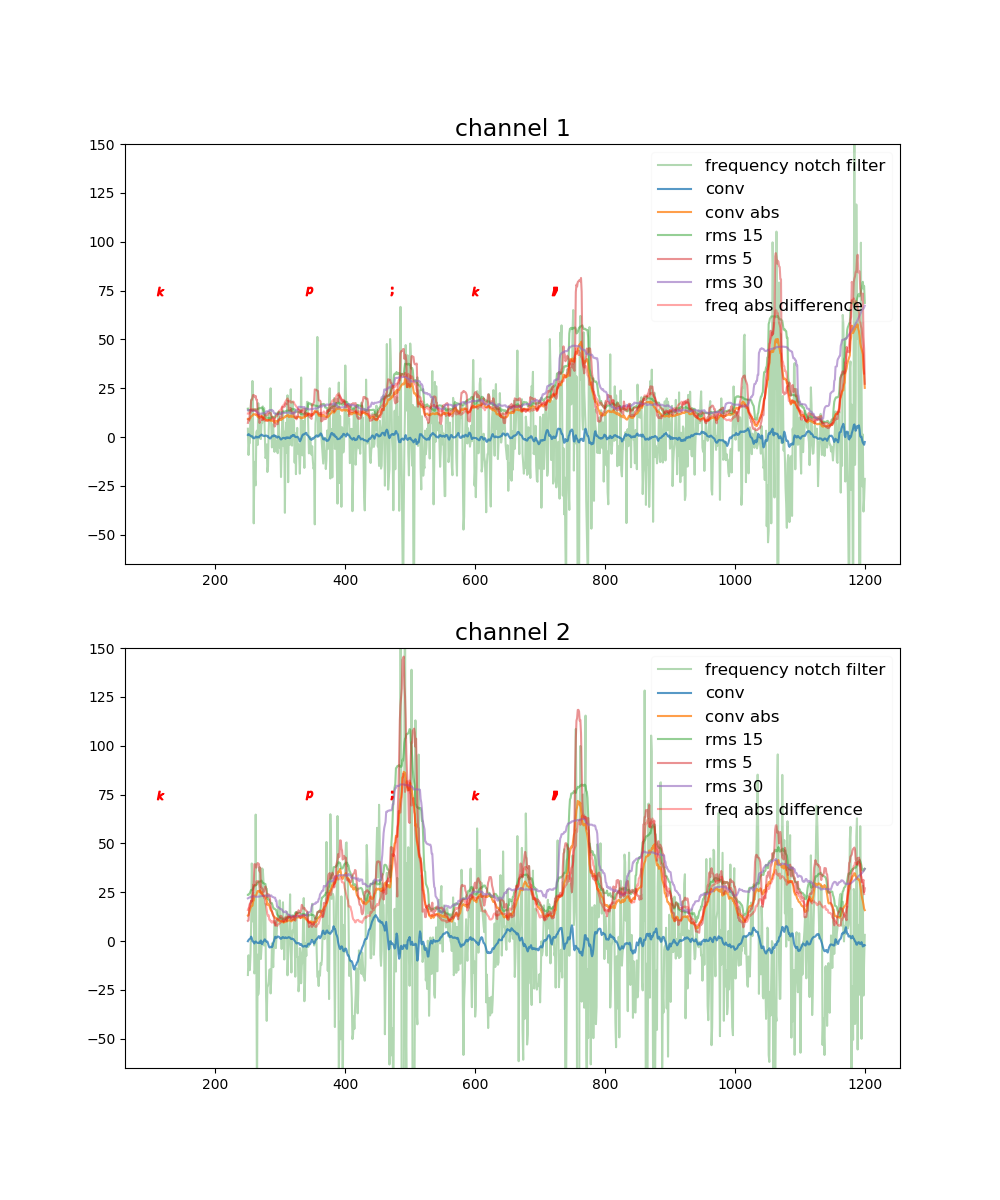 channel 1
150
125
100
75
50
25
0
−25
−50
frequency notch filter
conv
conv abs
rms 15
rms 5
rms 30
freq abs difference
k p ; k
200 400 600 800 1000 1200
channel 2
150
125
100
75
50
25
0
−25
−50
frequency notch filter
conv
conv abs
rms 15
rms 5
rms 30
freq abs difference
k p ; k
200 400 600 800 1000 1200